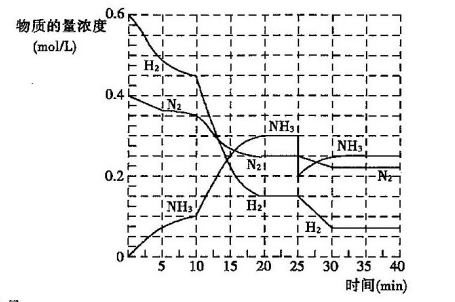 物质的量浓度
(mol/L)
0.6
H₂
0.4
N₂
NH₃
NH₃
N₂
N₂
0.2
NH₃
H₂
H₂
0
5
10
15
20
25
30
35
40
时间(min)